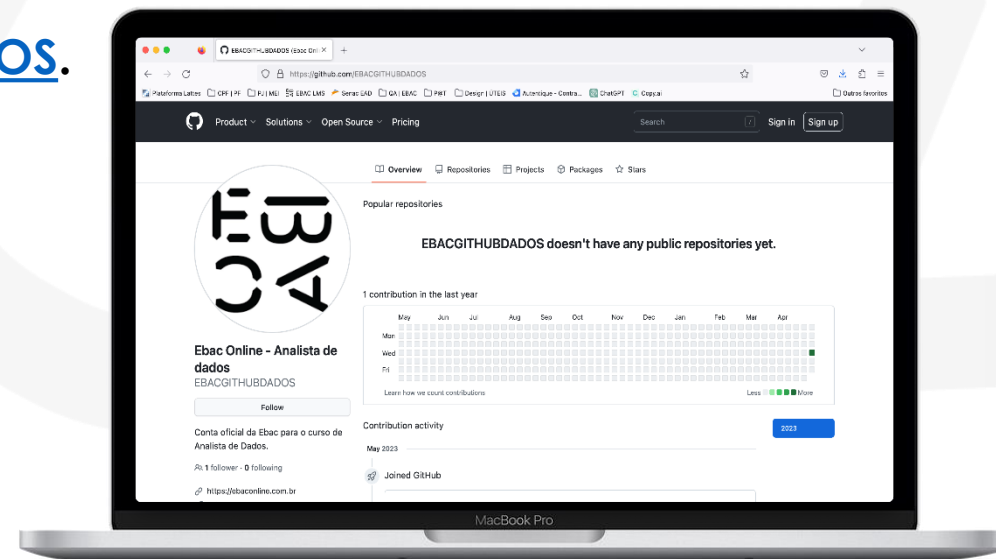 OS.
EBACGITHUBDADOS (Ebac Onl
https://github.com/EBACGITHUBDADOS
Plataforma Lattes CPF | PF PJ | MEI EBAC LMS Serac EAD QA | EBAC Design | UTEIS Autentique - Contra... ChatGPT Copy.ai Outros favoritos
Product Solutions Open Source Pricing Search / Sign in Sign up
Overview Repositories Projects Packages Stars
Popular repositories
EBACGITHUBDADOS doesn't have any public repositories yet.
1 contribution in the last year
May Jun Jul Aug Sep Oct Nov Dec Jan Feb Mar Apr
Mon
Wed
Fri
Learn how we count contributions Less More
Ebac Online - Analista de
dados
EBACGITHUBDADOS
Follow
Conta oficial da Ebac para o curso de
Analista de Dados.
1 follower · 0 following
https://ebaconline.com.br
Contribution activity
2023
May 2023
Joined GitHub
MacBook Pro